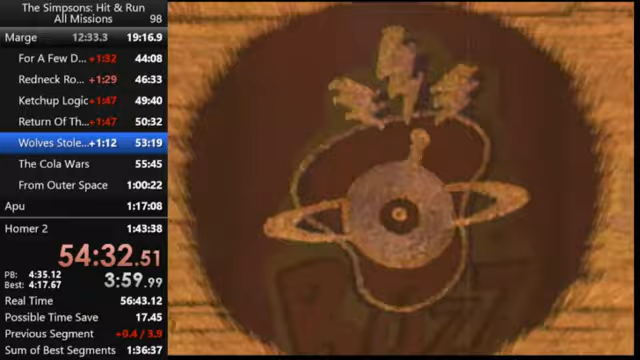 The Simpsons: Hit & Run
All Missions 98
Marge 12:33.3 19:16.9
For A Few D... +1:32 44:08
Redneck Ro... +1:29 46:33
Ketchup Logic +1:47 49:40
Return Of Th... +1:47 50:32
Wolves Stole... +1:12 53:19
The Cola Wars 55:45
From Outer Space 1:00:22
Apu 1:17:08
Homer 2 1:43:38
54:32.51
PB: 4:35.12
Best: 4:17.67 3:59.99
Real Time 56:43.12
Possible Time Save 17.45
Previous Segment +0.4 / 3.9
Sum of Best Segments 1:36:37